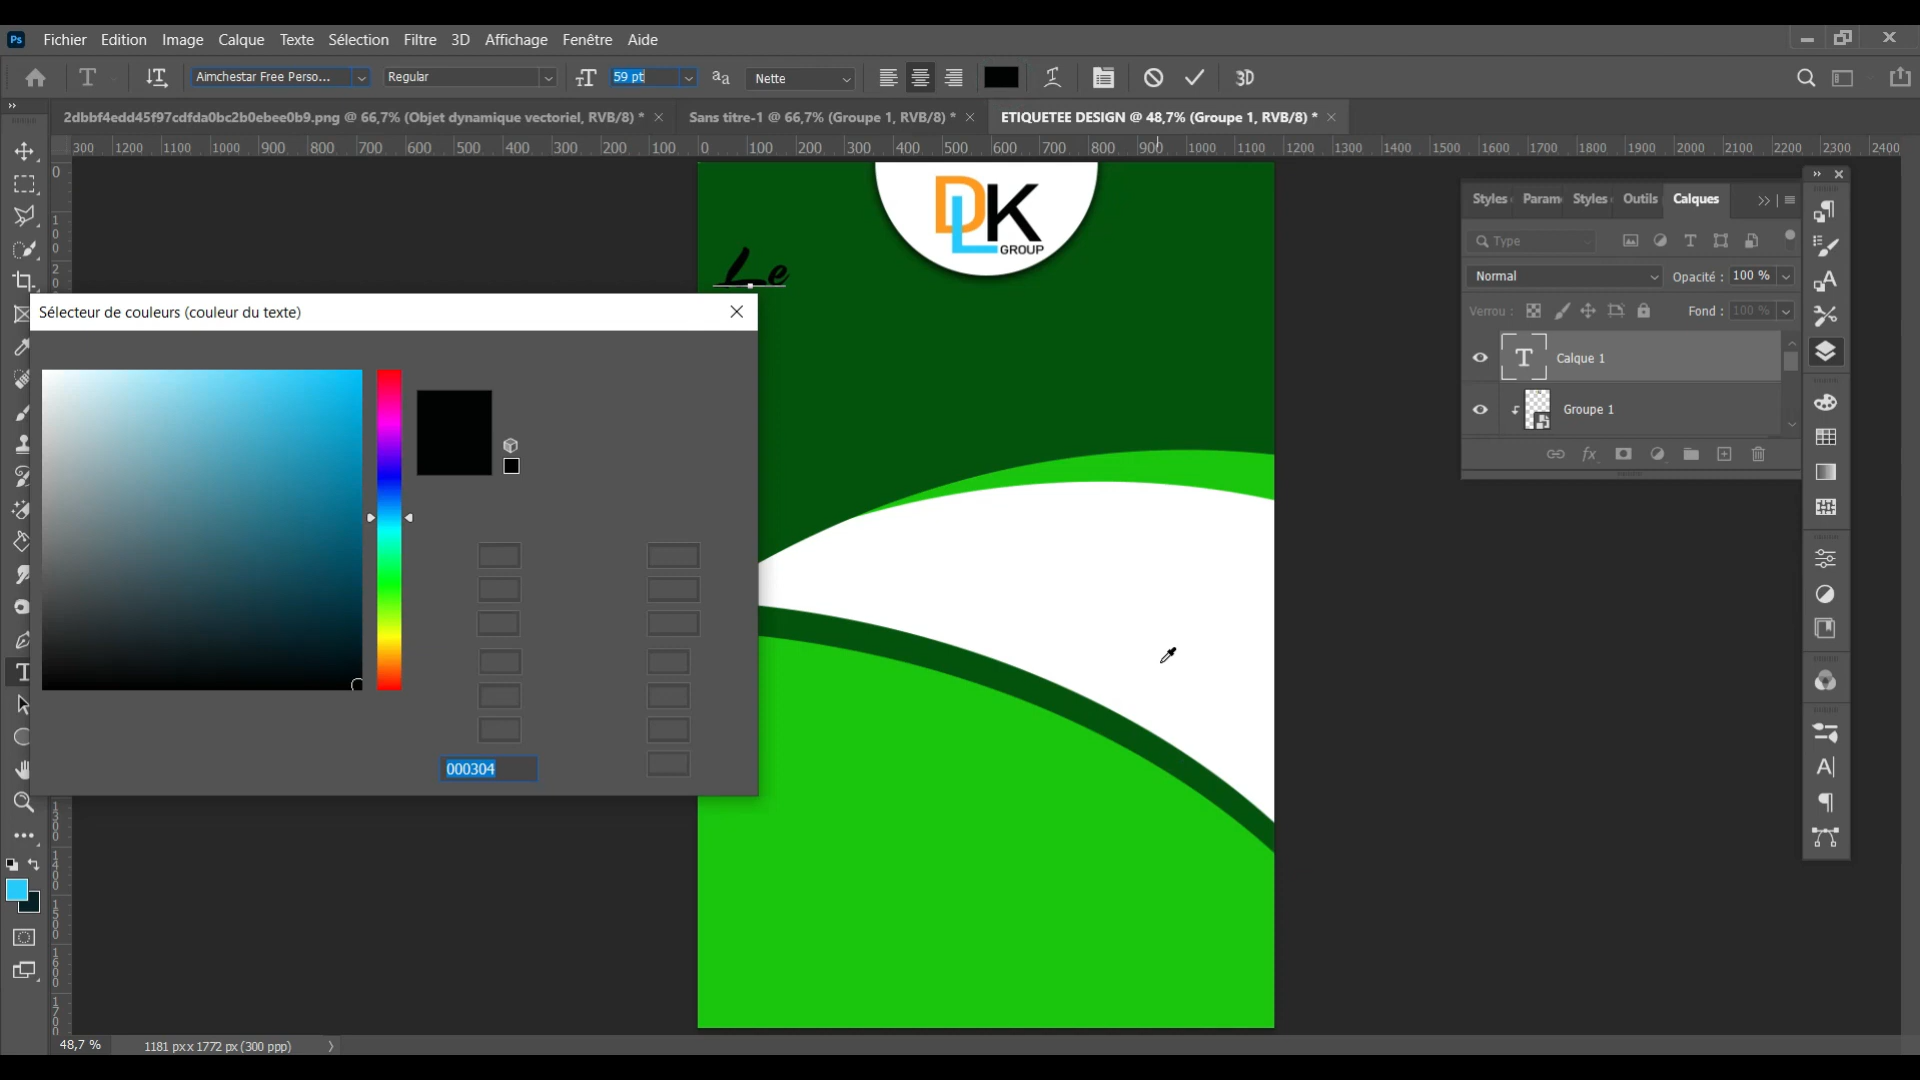 Ps Fichier Edition Image Calque Texte Sélection Filtre 3D Affichage Fenêtre Aide
Aimchestar Free Perso... Regular 59 pt Nette 3D
2dbbf4edd45f97cdfda0bc2b0ebee0b9.png @ 66,7% (Objet dynamique vectoriel, RVB/8) * Sans titre-1 @ 66,7% (Groupe 1, RVB/8) * ETIQUETEE DESIGN @ 48,7% (Groupe 1, RVB/8) *
300 1200 1100 1000 900 800 700 600 500 400 300 200 100 0 100 200 300 400 500 600 700 800 900 1000 1100 1200 1300 1400 1500 1600 1700 1800 1900 2000 2100 2200 2300 2400
DLK
GROUP
Le
Styles Param Styles Outils Calques
Type
Normal Opacité : 100 %
Verrou : Fond : 100 %
Calque 1
Groupe 1
fx
Sélecteur de couleurs (couleur du texte)
000304
48,7 % 1181 px x 1772 px (300 ppp)